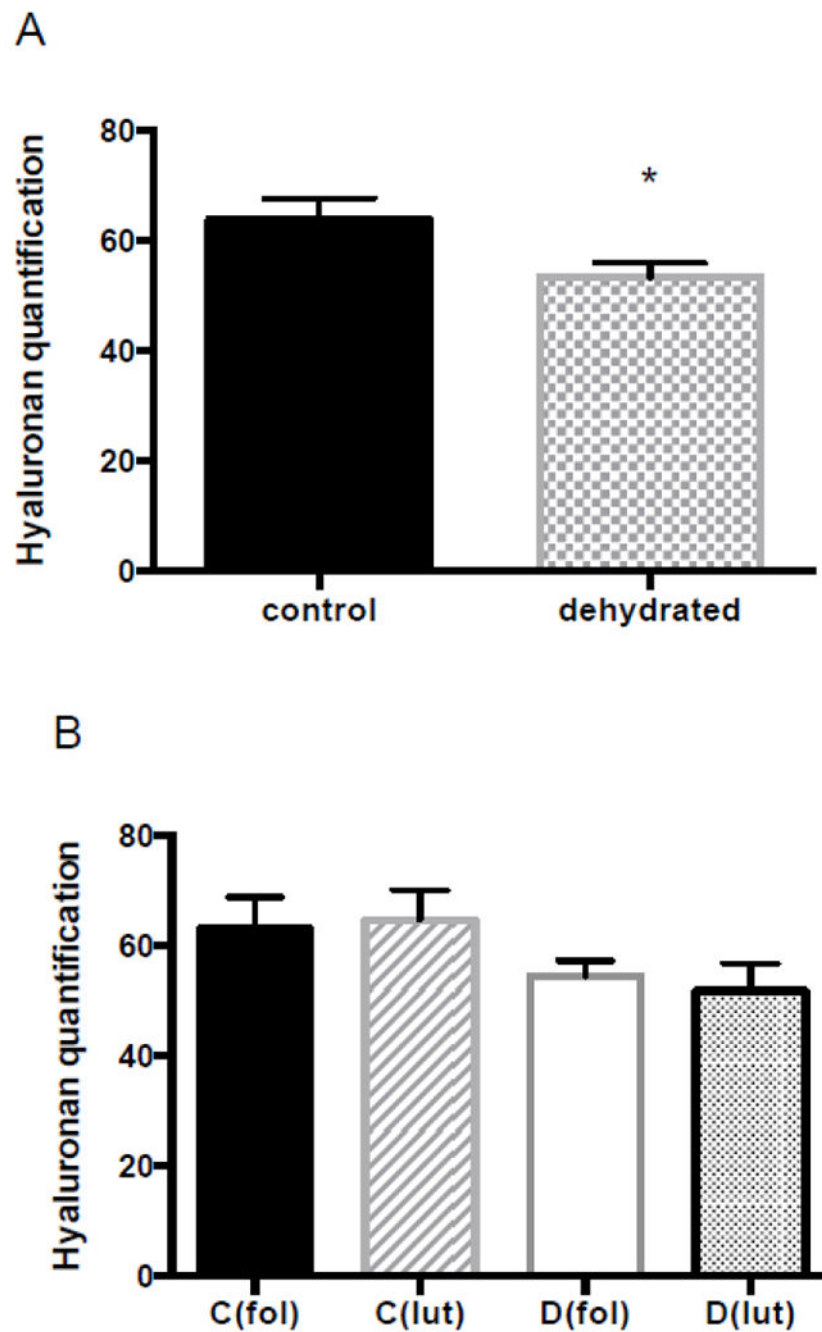 A
Hyaluronan quantification
80
60
40
20
0
*
control dehydrated
B
Hyaluronan quantification
80
60
40
20
0
C(fol) C(lut) D(fol) D(lut)